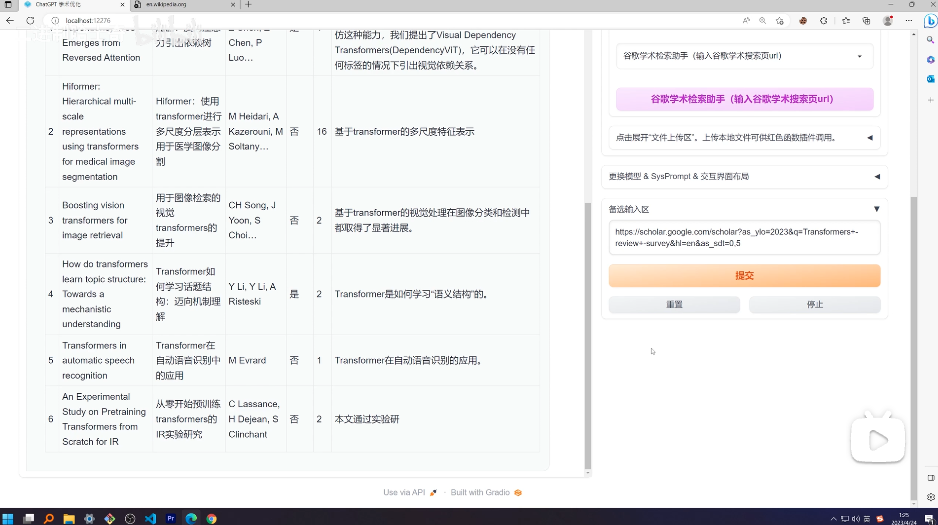 ChatGPT 学术优化
en.wikipedia.org
localhost:12276
Emerges from
Reversed Attention
力引出依赖树
Chen, P
Luo…
仿这种能力，我们提出了Visual Dependency
Transformers(DependencyViT)，它可以在没有任
何标签的情况下引出视觉依赖关系。
2
Hiformer:
Hierarchical multi-
scale
representations
using transformers
for medical image
segmentation
Hiformer：使用
transformer进行
多尺度分层表示
用于医学图像分
割
M Heidari, A
Kazerouni, M
Soltany…
否
16
基于transformer的多尺度特征表示
3
Boosting vision
transformers for
image retrieval
用于图像检索的
视觉
transformers的
提升
CH Song, J
Yoon, S
Choi…
否
2
基于transformer的视觉处理在图像分类和检测中
都取得了显著进展。
4
How do transformers
learn topic structure:
Towards a
mechanistic
understanding
Transformer如
何学习话题结
构：迈向机制理
解
Y Li, Y Li, A
Risteski
是
2
Transformer是如何学习“语义结构”的。
5
Transformers in
automatic speech
recognition
Transformer在
自动语音识别中
的应用
M Evrard
否
1
Transformer在自动语音识别的应用。
6
An Experimental
Study on Pretraining
Transformers from
Scratch for IR
从零开始预训练
transformers的
IR实验研究
C Lassance,
H Dejean, S
Clinchant
否
2
本文通过实验研
谷歌学术检索助手（输入谷歌学术搜索页url）
谷歌学术检索助手（输入谷歌学术搜索页url）
点击展开“文件上传区”。上传本地文件可供红色函数插件调用。
更换模型 & SysPrompt & 交互界面布局
备选输入区
https://scholar.google.com/scholar?as_ylo=2023&q=Transformers+-
review+-survey&hl=en&as_sdt=0,5
提交
重置
停止
Use via API
·
Built with Gradio
英
1:25
2023/4/24